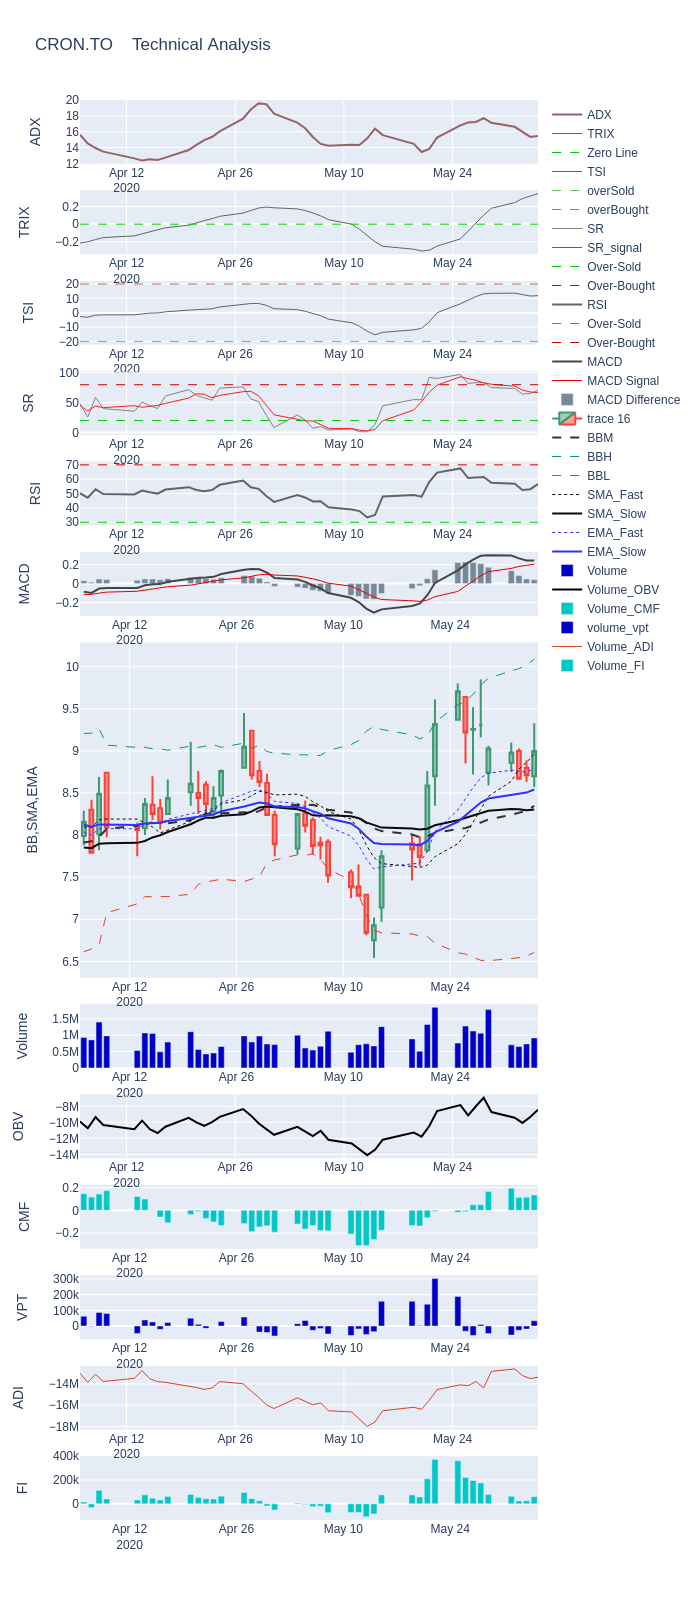 CRON.TO    Technical Analysis
ADX
20
18
16
14
12
Apr 12
2020
Apr 26
May 10
May 24
TRIX
0.2
0
−0.2
Apr 12
2020
Apr 26
May 10
May 24
TSI
20
10
0
−10
−20
Apr 12
2020
Apr 26
May 10
May 24
SR
100
50
0
Apr 12
2020
Apr 26
May 10
May 24
RSI
70
60
50
40
30
Apr 12
2020
Apr 26
May 10
May 24
MACD
0.2
0
−0.2
Apr 12
2020
Apr 26
May 10
May 24
BB,SMA,EMA
10
9.5
9
8.5
8
7.5
7
6.5
Apr 12
2020
Apr 26
May 10
May 24
Volume
1.5M
1M
0.5M
0
Apr 12
2020
Apr 26
May 10
May 24
OBV
−8M
−10M
−12M
−14M
Apr 12
2020
Apr 26
May 10
May 24
CMF
0.2
0
−0.2
Apr 12
2020
Apr 26
May 10
May 24
VPT
300k
200k
100k
0
Apr 12
2020
Apr 26
May 10
May 24
ADI
−14M
−16M
−18M
Apr 12
2020
Apr 26
May 10
May 24
FI
400k
200k
0
Apr 12
2020
Apr 26
May 10
May 24
ADX
TRIX
Zero Line
TSI
overSold
overBought
SR
SR_signal
Over-Sold
Over-Bought
RSI
Over-Sold
Over-Bought
MACD
MACD Signal
MACD Difference
trace 16
BBM
BBH
BBL
SMA_Fast
SMA_Slow
EMA_Fast
EMA_Slow
Volume
Volume_OBV
Volume_CMF
volume_vpt
Volume_ADI
Volume_FI